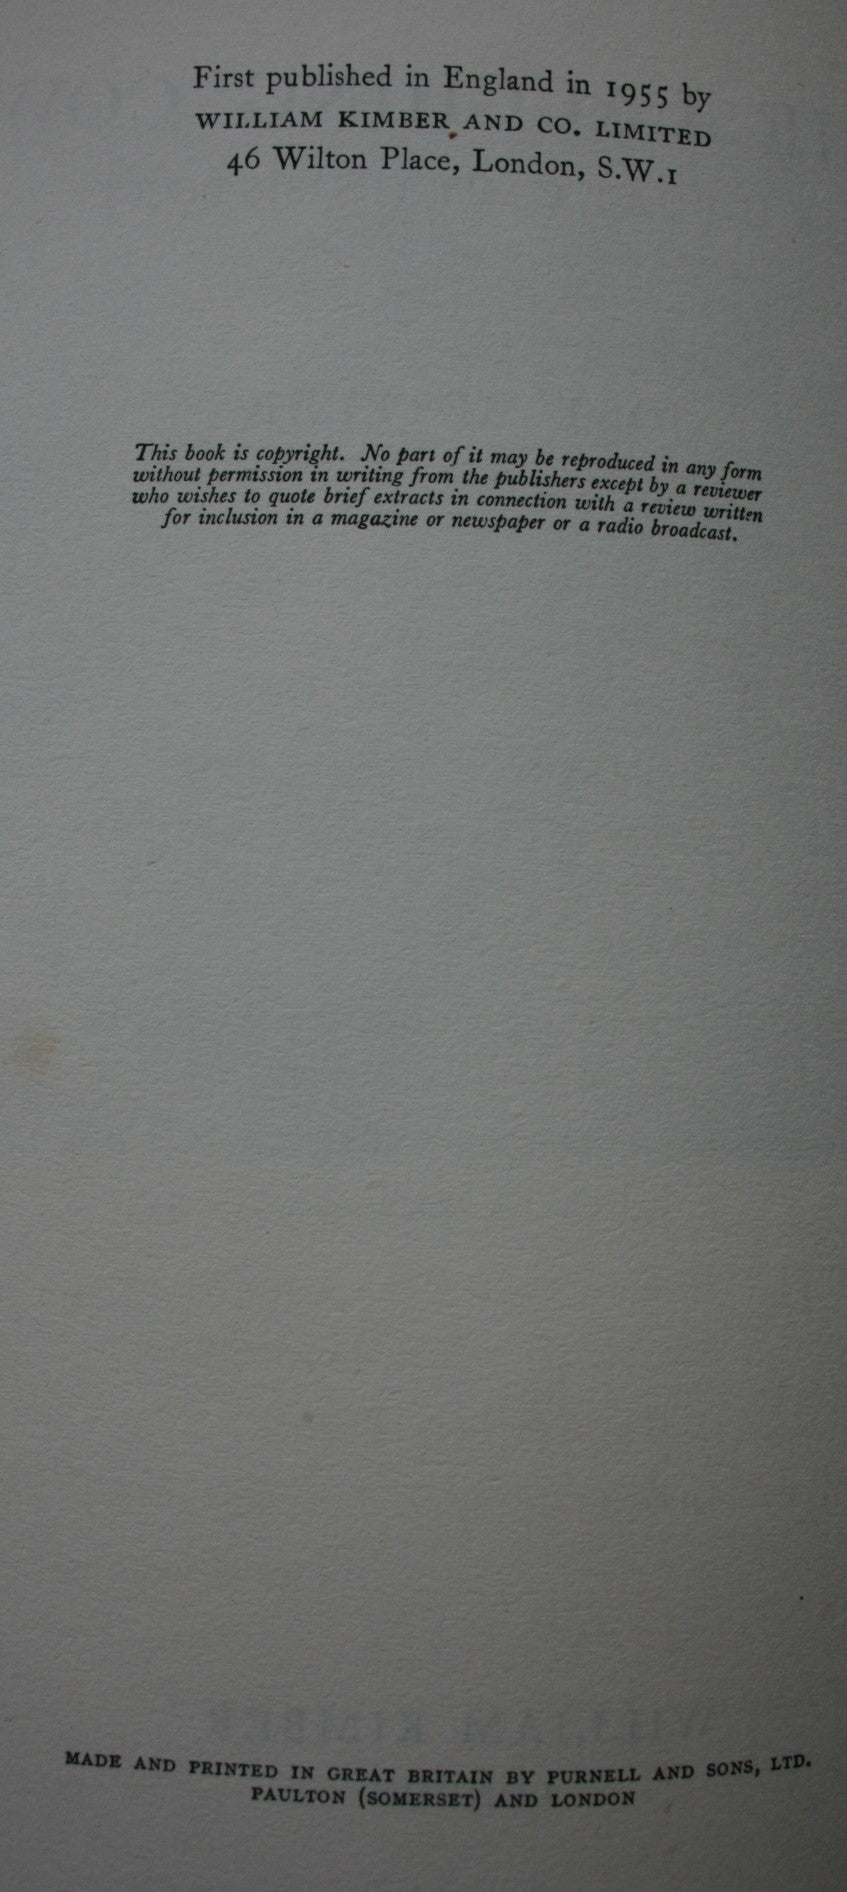 First published in England in 1955 by
WILLIAM KIMBER AND CO. LIMITED
46 Wilton Place, London, S.W.1
This book is copyright. No part of it may be reproduced in any form
without permission in writing from the publishers except by a reviewer
who wishes to quote brief extracts in connection with a review written
for inclusion in a magazine or newspaper or a radio broadcast.
WILLIAM KIMBER
MADE AND PRINTED IN GREAT BRITAIN BY PURNELL AND SONS, LTD.
PAULTON (SOMERSET) AND LONDON